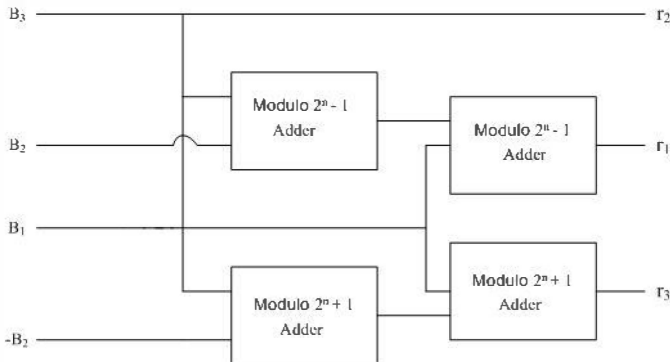 B₃
r₂
Modulo 2ⁿ - 1
Adder
Modulo 2ⁿ - 1
Adder
B₂
r₁
B₁
Modulo 2ⁿ + 1
Adder
r₃
Modulo 2ⁿ + 1
Adder
-B₂